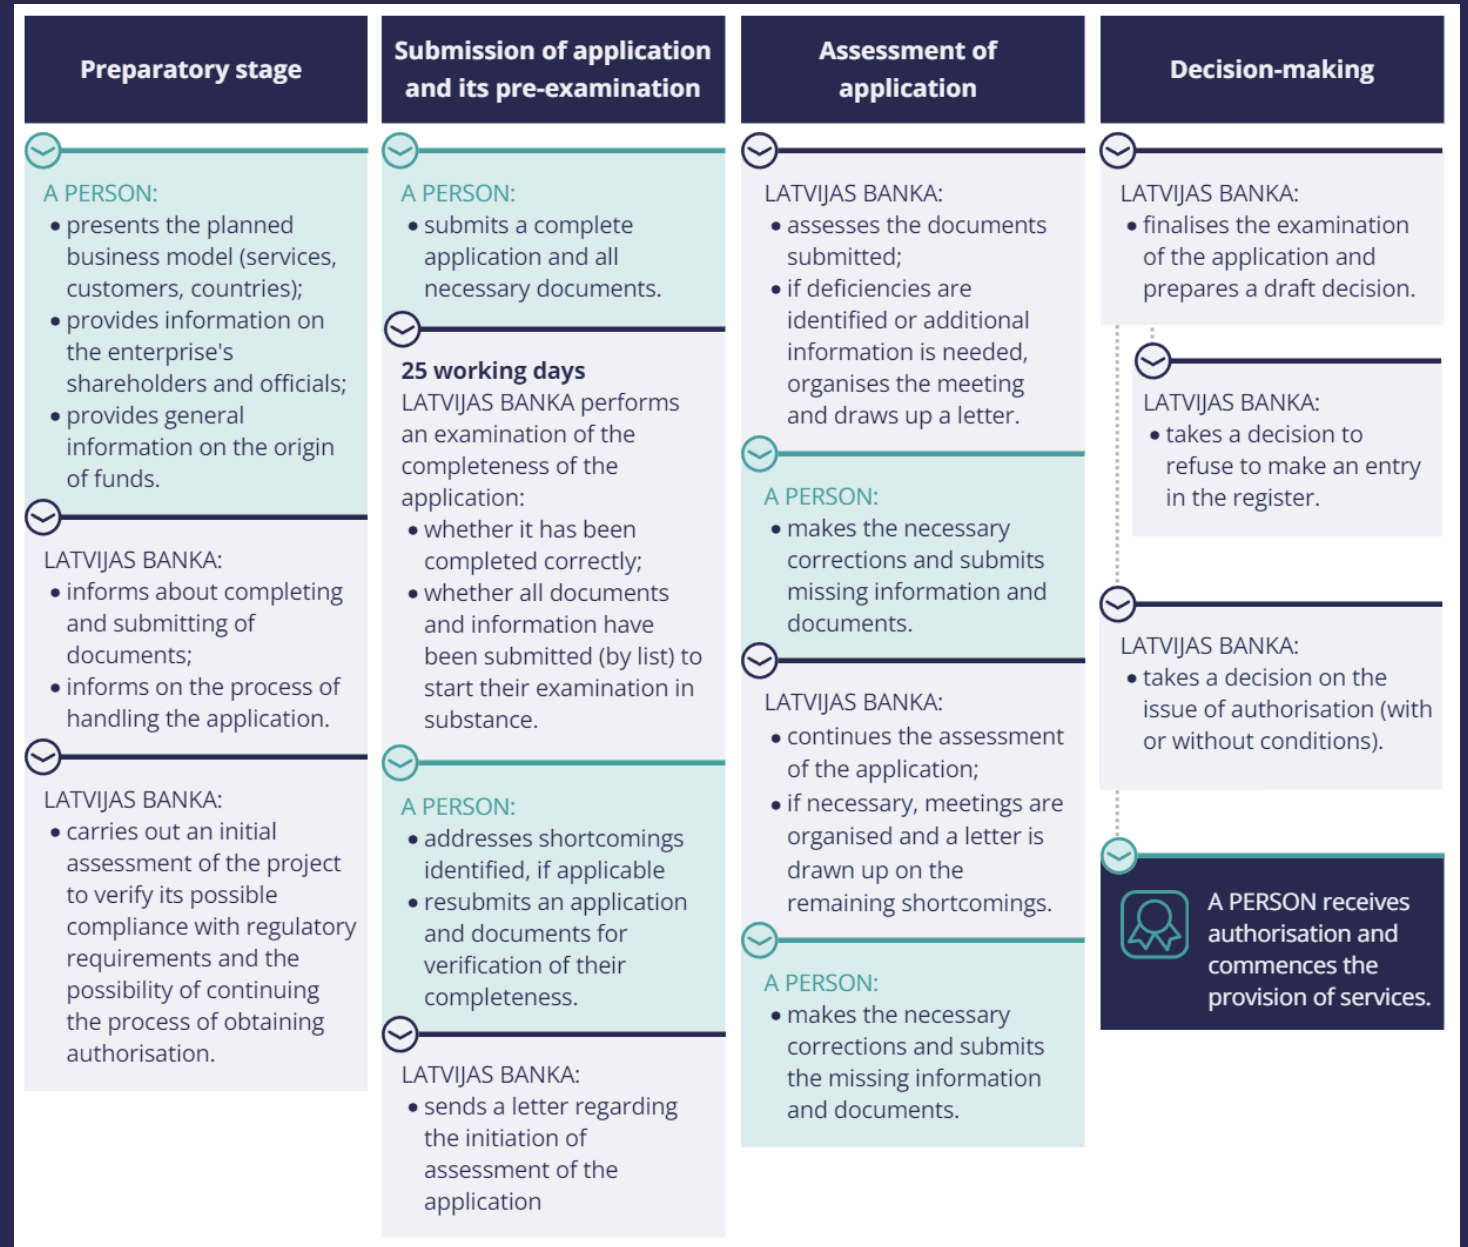 Preparatory stage
A PERSON:
• presents the planned
business model (services,
customers, countries);
• provides information on
the enterprise's
shareholders and officials;
• provides general
information on the origin
of funds.
LATVIJAS BANKA:
• informs about completing
and submitting of
documents;
• informs on the process of
handling the application.
LATVIJAS BANKA:
• carries out an initial
assessment of the project
to verify its possible
compliance with regulatory
requirements and the
possibility of continuing
the process of obtaining
authorisation.
Submission of application
and its pre-examination
A PERSON:
• submits a complete
application and all
necessary documents.
25 working days
LATVIJAS BANKA performs
an examination of the
completeness of the
application:
• whether it has been
completed correctly;
• whether all documents
and information have
been submitted (by list) to
start their examination in
substance.
A PERSON:
• addresses shortcomings
identified, if applicable
• resubmits an application
and documents for
verification of their
completeness.
LATVIJAS BANKA:
• sends a letter regarding
the initiation of
assessment of the
application
Assessment of
application
LATVIJAS BANKA:
• assesses the documents
submitted;
• if deficiencies are
identified or additional
information is needed,
organises the meeting
and draws up a letter.
A PERSON:
• makes the necessary
corrections and submits
missing information and
documents.
LATVIJAS BANKA:
• continues the assessment
of the application;
• if necessary, meetings are
organised and a letter is
drawn up on the
remaining shortcomings.
A PERSON:
• makes the necessary
corrections and submits
the missing information
and documents.
Decision-making
LATVIJAS BANKA:
• finalises the examination
of the application and
prepares a draft decision.
LATVIJAS BANKA:
• takes a decision to
refuse to make an entry
in the register.
LATVIJAS BANKA:
• takes a decision on the
issue of authorisation (with
or without conditions).
A PERSON receives
authorisation and
commences the
provision of services.